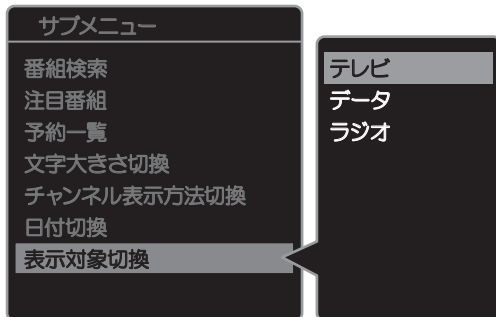 サブメニュー
番組検索
注目番組
予約一覧
文字大きさ切換
チャンネル表示方法切換
日付切換
表示対象切換
テレビ
データ
ラジオ